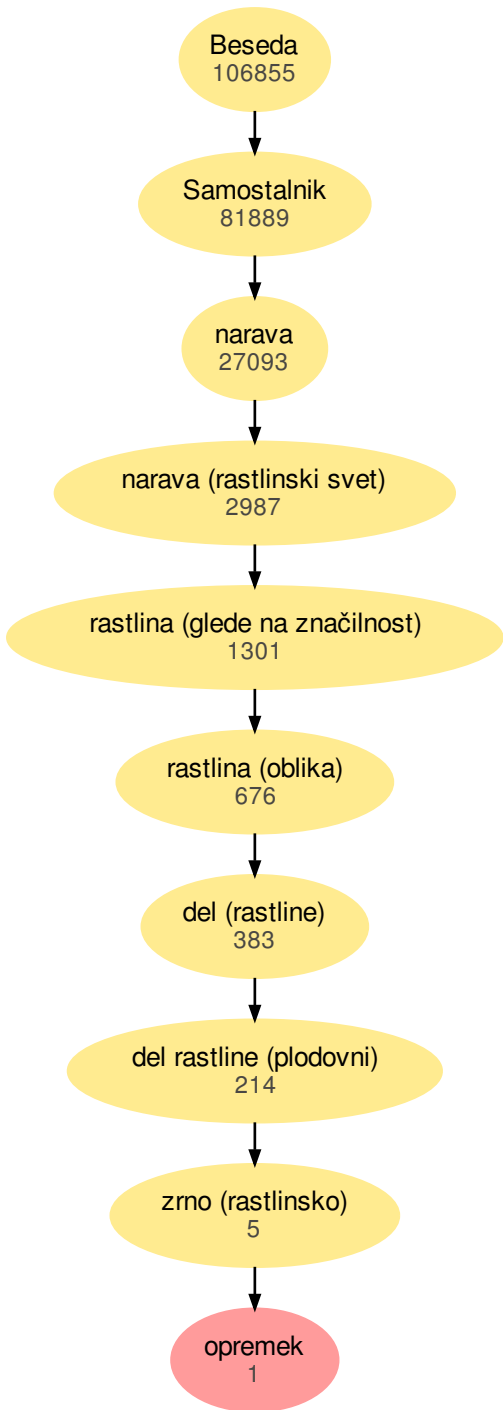 Beseda
106855
Samostalnik
81889
narava
27093
narava (rastlinski svet)
2987
rastlina (glede na značilnost)
1301
rastlina (oblika)
676
del (rastline)
383
del rastline (plodovni)
214
zrno (rastlinsko)
5
opremek
1